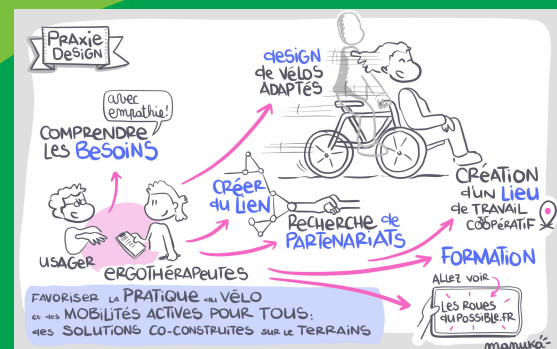 PRAXIE
DESIGN
DESIGN
de VÉLOS
ADAPTÉS
avec
empathie!
COMPRENDRE
LES BESOINS
CRÉER
du LIEN
RECHERCHE de
PARTENARIATS
CRÉATION
d'UN LIEU
de TRAVAIL
COOPÉRATIF
USAGER
ERGOTHÉRAPEUTES
FORMATION
ALLEZ VOIR
LES ROUES
duPOSSIBLE.FR
FAVORISER LA PRATIQUE du VÉLO
et des MOBILITÉS ACTIVES POUR TOUS:
des SOLUTIONS CO-CONSTRUITES SUR LE TERRAINS
manuka